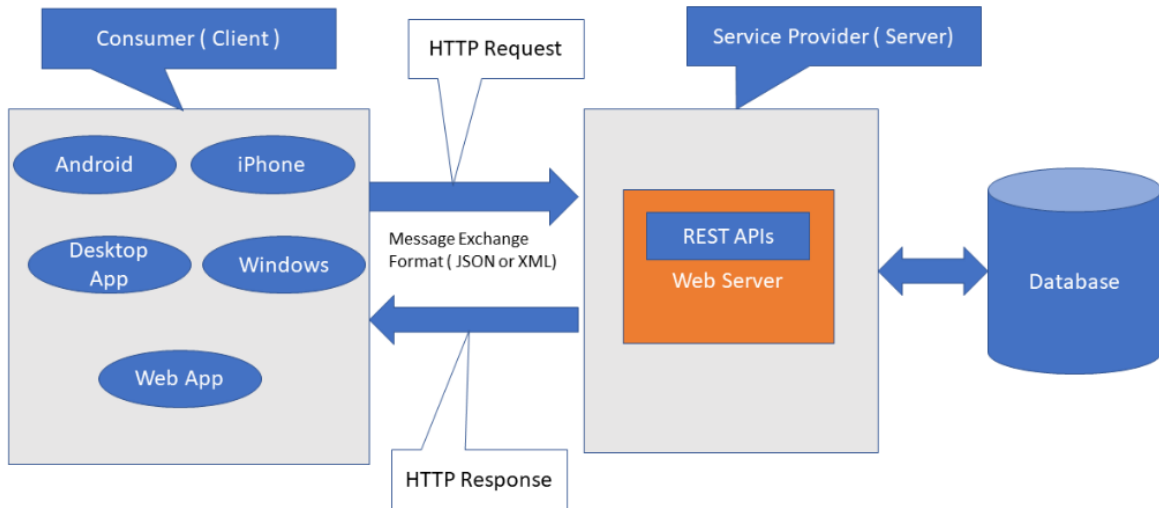 Consumer ( Client )
HTTP Request
Service Provider ( Server)
Android
iPhone
Desktop
App
Windows
Web App
Message Exchange
Format ( JSON or XML)
REST APIs
Web Server
Database
HTTP Response